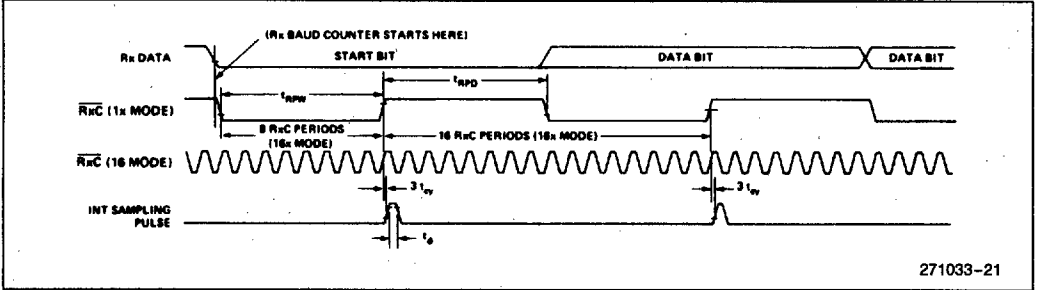 (Rx BAUD COUNTER STARTS HERE)
Rx DATA
START BIT
DATA BIT
DATA BIT
tRPD
tRPW
RxC (1x MODE)
8 RxC PERIODS
(16x MODE)
16 RxC PERIODS (16x MODE)
RxC (16 MODE)
3 tCY
3 tCY
INT SAMPLING
PULSE
tφ
271033-21